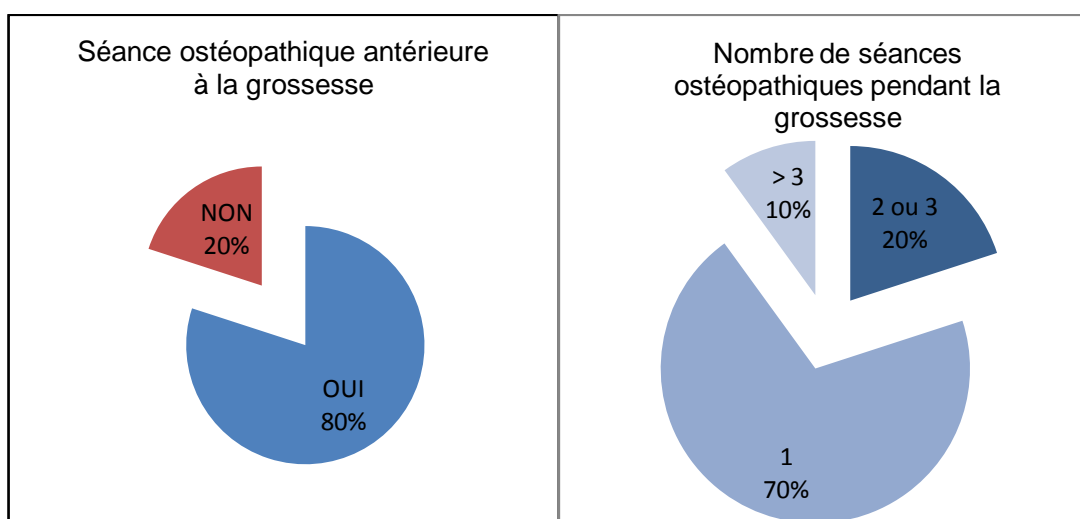 Séance ostéopathique antérieure
à la grossesse
NON
20%
OUI
80%
Nombre de séances
ostéopathiques pendant la
grossesse
> 3
10%
2 ou 3
20%
1
70%